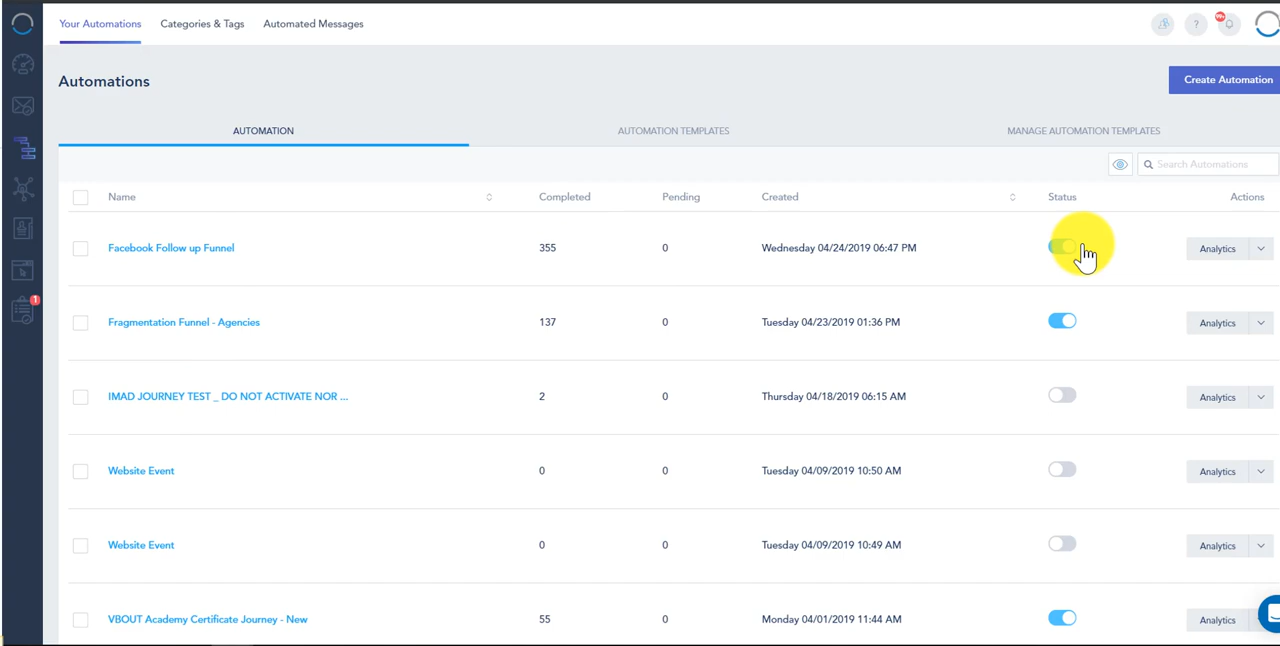 Your Automations Categories & Tags Automated Messages
? 99+
Automations Create Automation
AUTOMATION AUTOMATION TEMPLATES MANAGE AUTOMATION TEMPLATES
Search Automations
Name Completed Pending Created Status Actions
Facebook Follow up Funnel 355 0 Wednesday 04/24/2019 06:47 PM Analytics
1
Fragmentation Funnel - Agencies 137 0 Tuesday 04/23/2019 01:36 PM Analytics
IMAD JOURNEY TEST _ DO NOT ACTIVATE NOR ... 2 0 Thursday 04/18/2019 06:15 AM Analytics
Website Event 0 0 Tuesday 04/09/2019 10:50 AM Analytics
Website Event 0 0 Tuesday 04/09/2019 10:49 AM Analytics
VBOUT Academy Certificate Journey - New 55 0 Monday 04/01/2019 11:44 AM Analytics